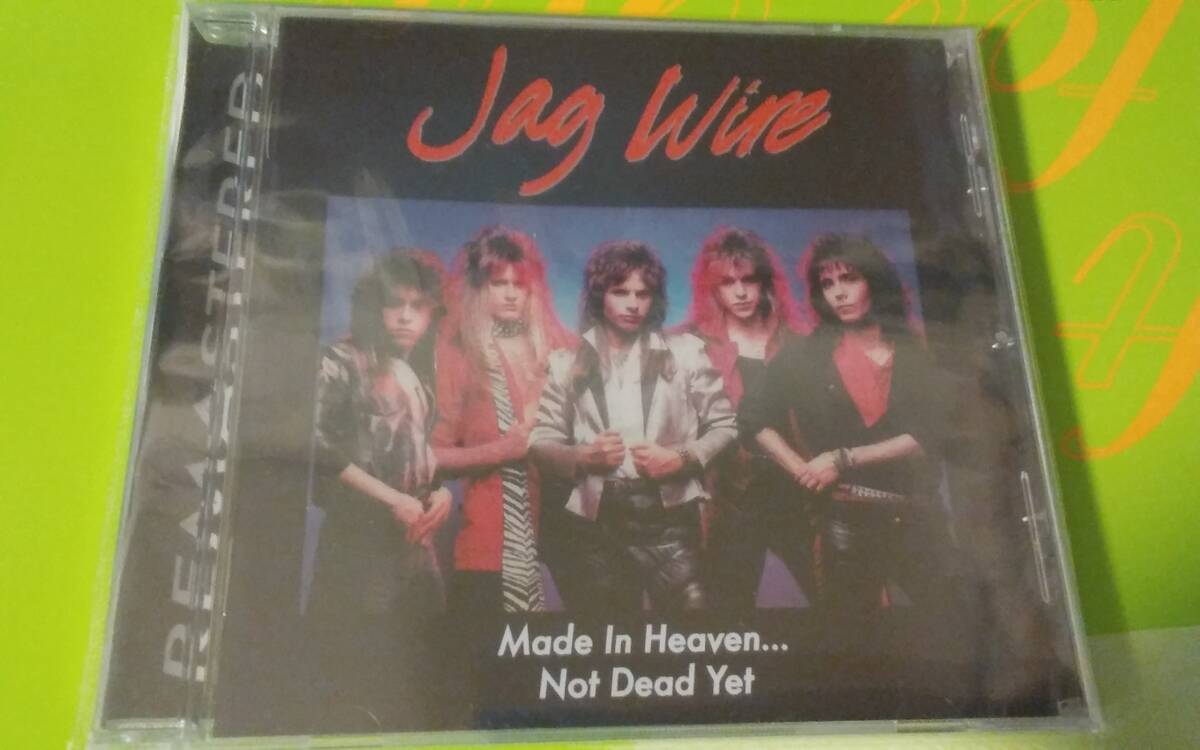 Jag Wire
REMASTERED
Made In Heaven...
Not Dead Yet